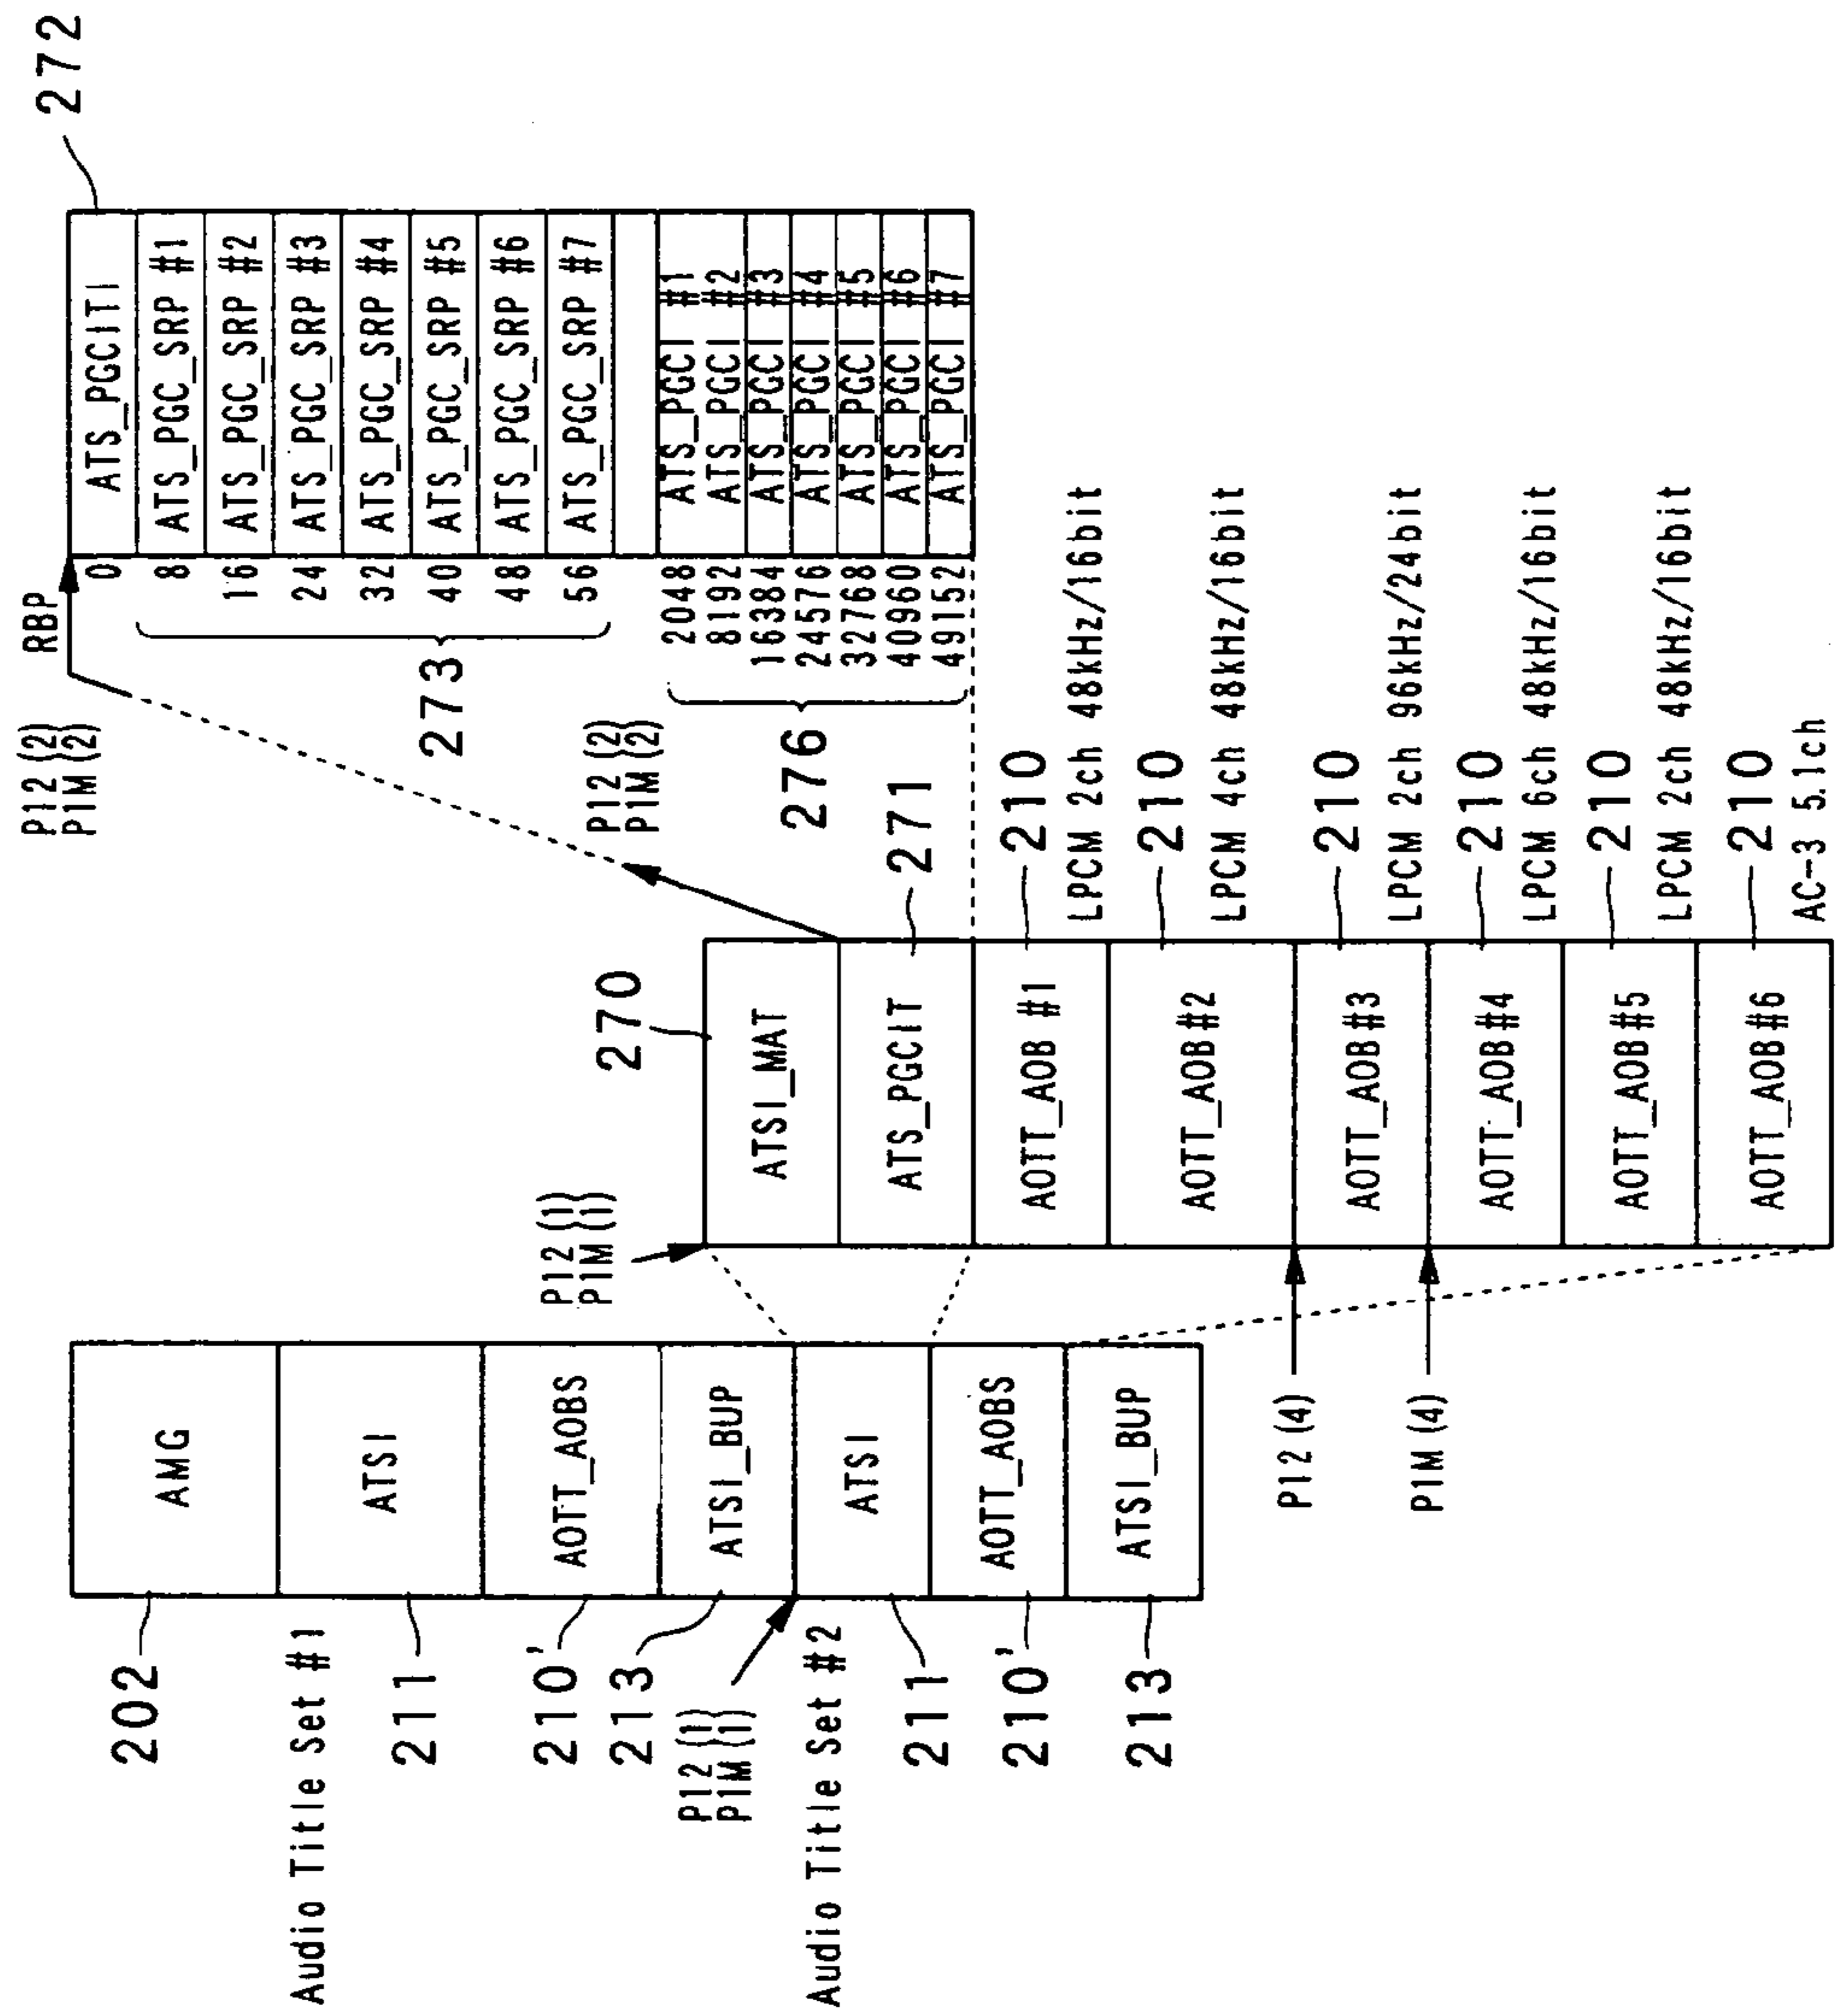 202
AMG
Audio Title Set #1
211
ATSI
210'
AOTT_AOBS
213
ATSI_BUP
P12 (1)
P1M (1)
Audio Title Set #2
211
ATSI
210'
AOTT_AOBS
213
ATSI_BUP
P12 (1)
P1M (1)
270
ATSI_MAT
ATS_PGCIT
271
AOTT_AOB #1
210
LPCM 2ch 48kHz/16bit
AOTT_AOB #2
210
LPCM 4ch 48kHz/16bit
P12 (4)
AOTT_AOB #3
210
LPCM 2ch 96kHz/24bit
P1M (4)
AOTT_AOB #4
210
LPCM 6ch 48kHz/16bit
AOTT_AOB #5
210
LPCM 2ch 48kHz/16bit
AOTT_AOB #6
210
AC-3 5.1ch
P12 (2)
P1M (2)
P12 (2)
P1M (2)
RBP
272
0 ATS_PGCITI
273
8 ATS_PGC_SRP #1
16 ATS_PGC_SRP #2
24 ATS_PGC_SRP #3
32 ATS_PGC_SRP #4
40 ATS_PGC_SRP #5
48 ATS_PGC_SRP #6
56 ATS_PGC_SRP #7
276
2048 ATS_PGCI #1
8192 ATS_PGCI #2
16384 ATS_PGCI #3
24576 ATS_PGCI #4
32768 ATS_PGCI #5
40960 ATS_PGCI #6
49152 ATS_PGCI #7